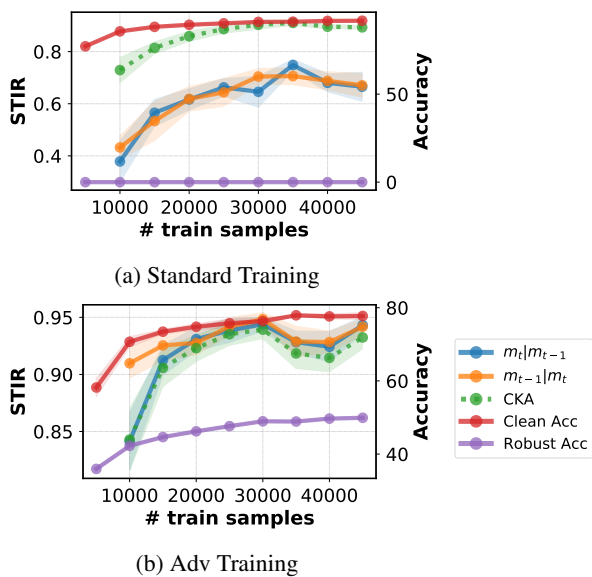 STIR
0.8
0.6
0.4
50
0
Accuracy
10000 20000 30000 40000
# train samples
(a) Standard Training
STIR
0.95
0.90
0.85
80
60
40
Accuracy
10000 20000 30000 40000
# train samples
(b) Adv Training
m_t|m_{t−1}
m_{t−1}|m_t
CKA
Clean Acc
Robust Acc